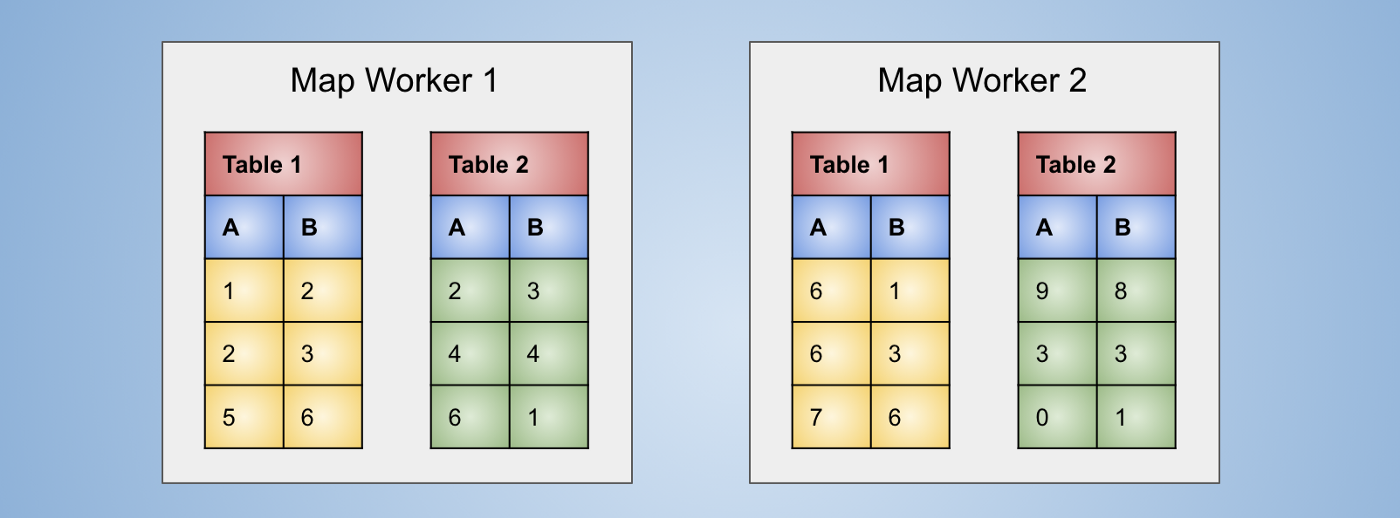 Map Worker 1
Table 1
A B
1 2
2 3
5 6
Table 2
A B
2 3
4 4
6 1
Map Worker 2
Table 1
A B
6 1
6 3
7 6
Table 2
A B
9 8
3 3
0 1